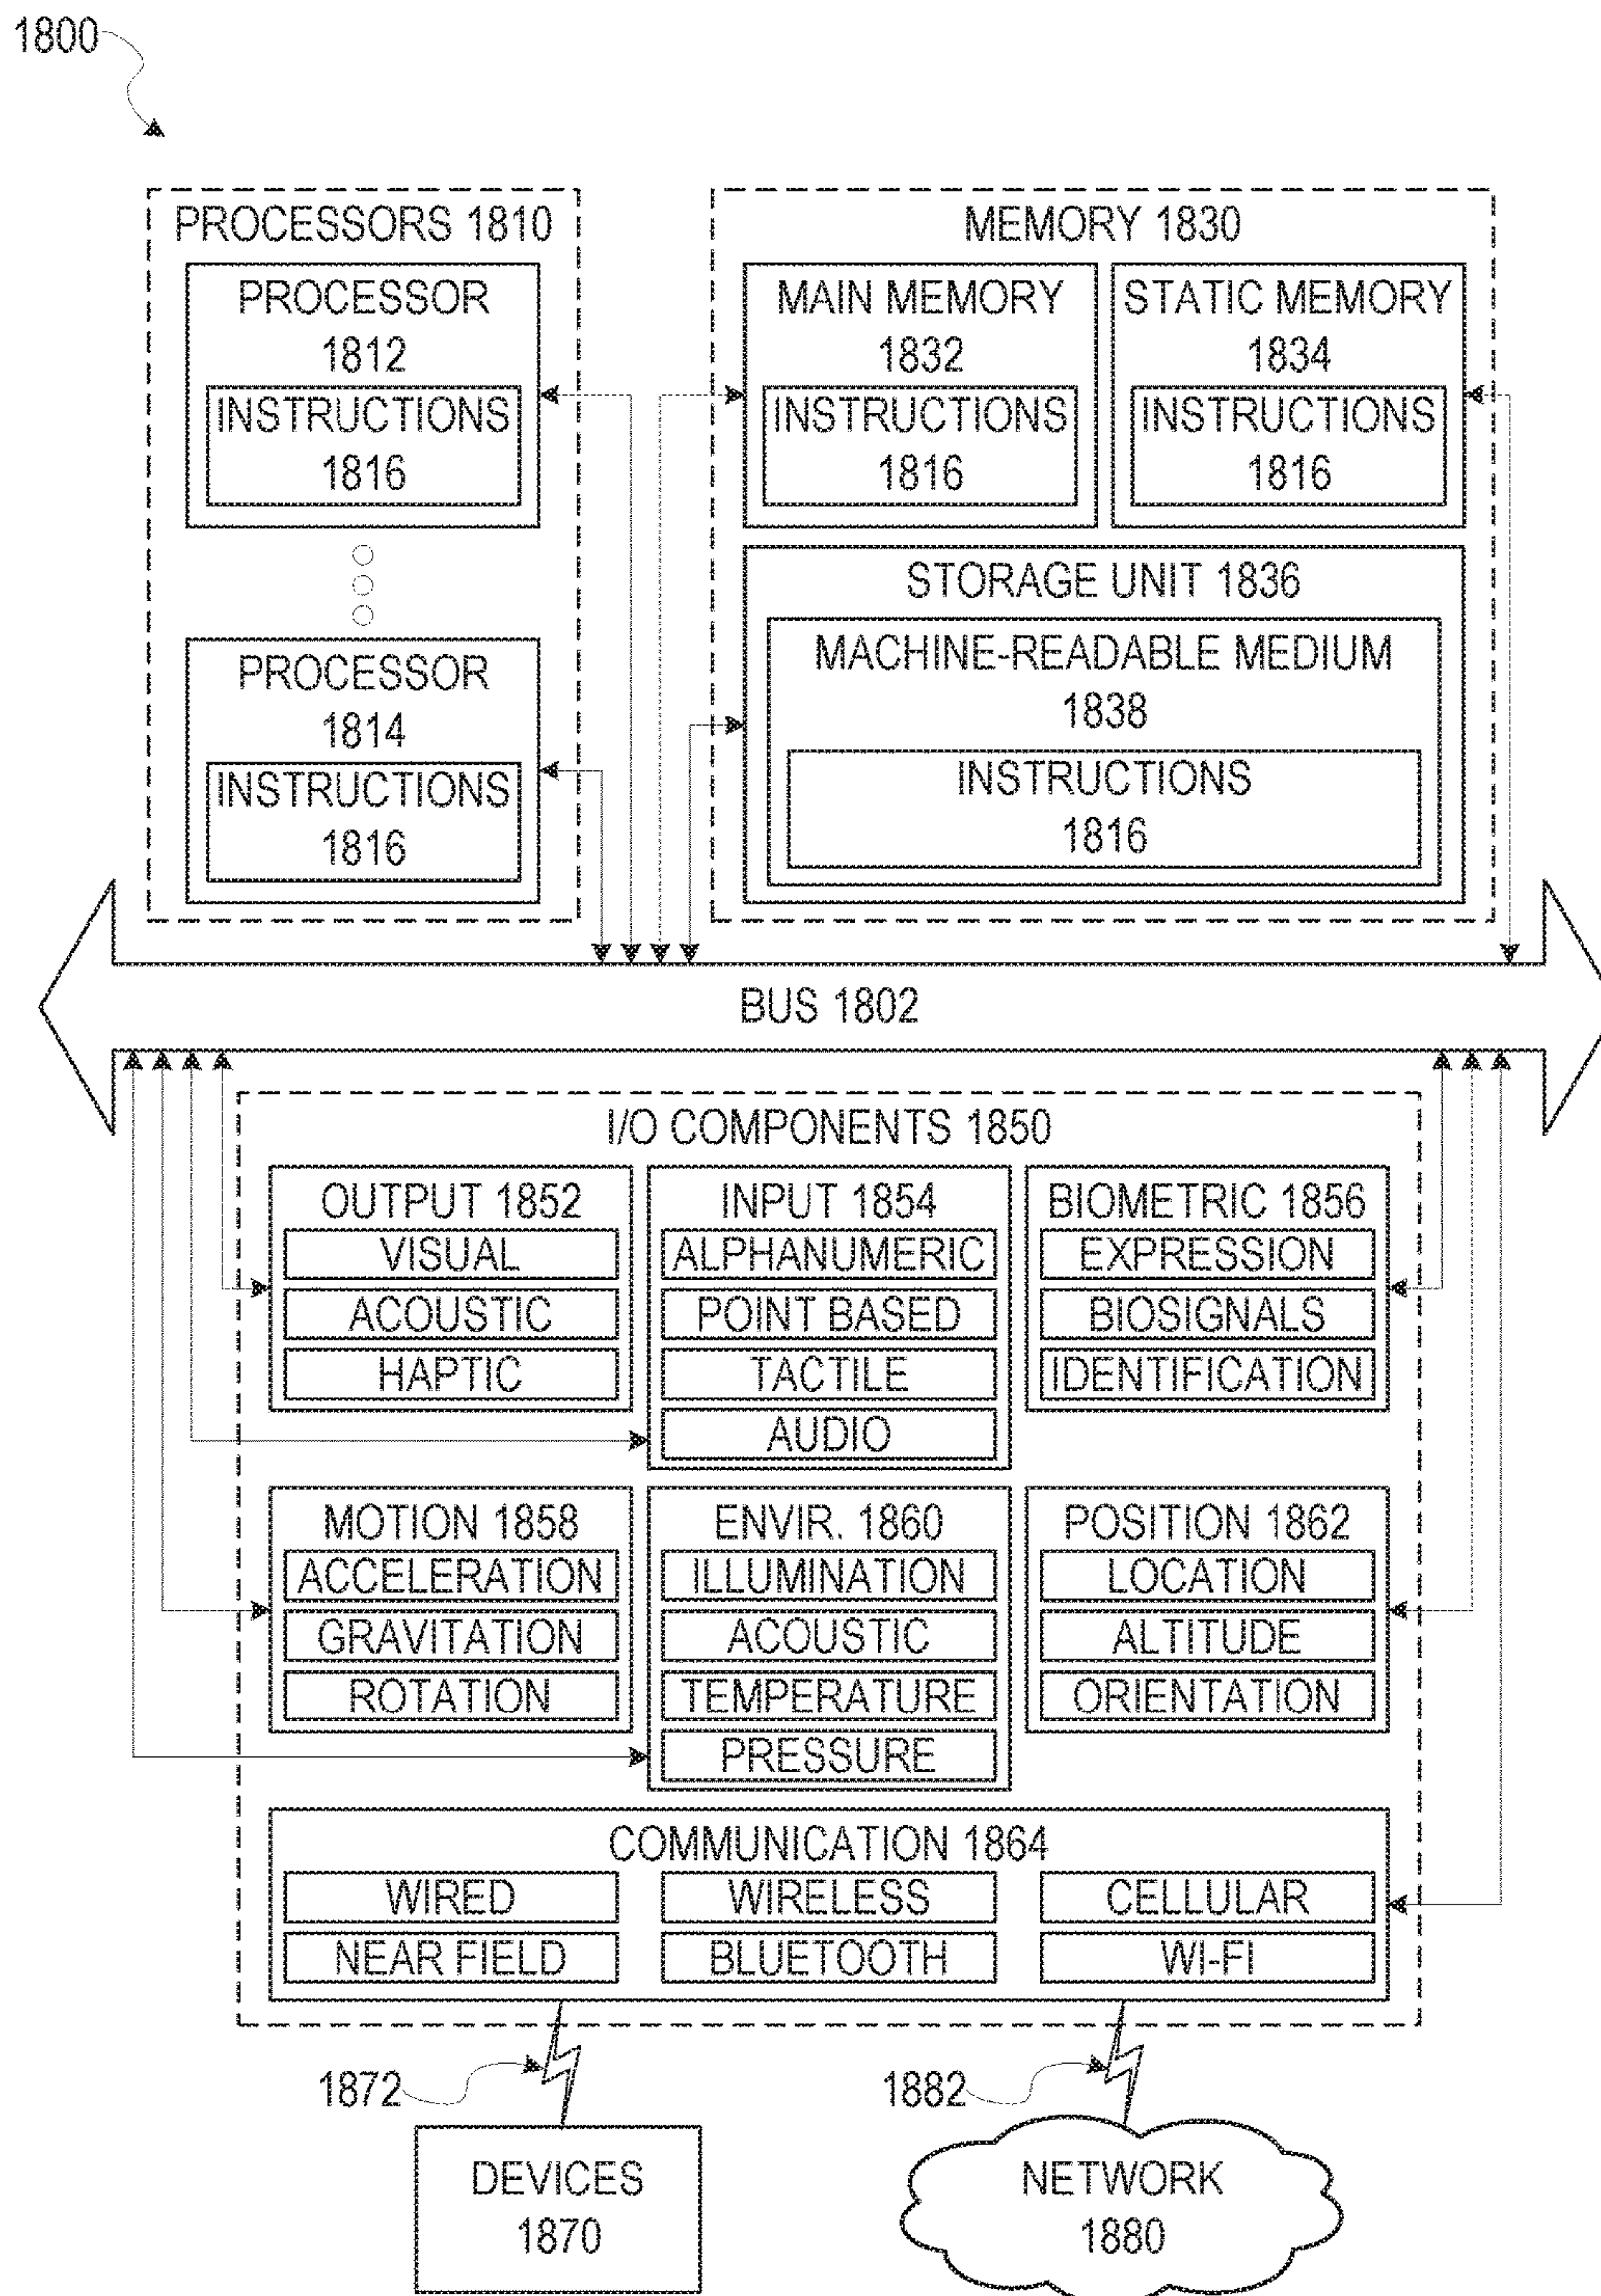 1800
PROCESSORS 1810
PROCESSOR
1812
INSTRUCTIONS
1816
PROCESSOR
1814
INSTRUCTIONS
1816
MEMORY 1830
MAIN MEMORY
1832
INSTRUCTIONS
1816
STATIC MEMORY
1834
INSTRUCTIONS
1816
STORAGE UNIT 1836
MACHINE-READABLE MEDIUM
1838
INSTRUCTIONS
1816
BUS 1802
I/O COMPONENTS 1850
OUTPUT 1852
VISUAL
ACOUSTIC
HAPTIC
INPUT 1854
ALPHANUMERIC
POINT BASED
TACTILE
AUDIO
BIOMETRIC 1856
EXPRESSION
BIOSIGNALS
IDENTIFICATION
MOTION 1858
ACCELERATION
GRAVITATION
ROTATION
ENVIR. 1860
ILLUMINATION
ACOUSTIC
TEMPERATURE
PRESSURE
POSITION 1862
LOCATION
ALTITUDE
ORIENTATION
COMMUNICATION 1864
WIRED
WIRELESS
CELLULAR
NEAR FIELD
BLUETOOTH
WI-FI
1872
1882
DEVICES
1870
NETWORK
1880